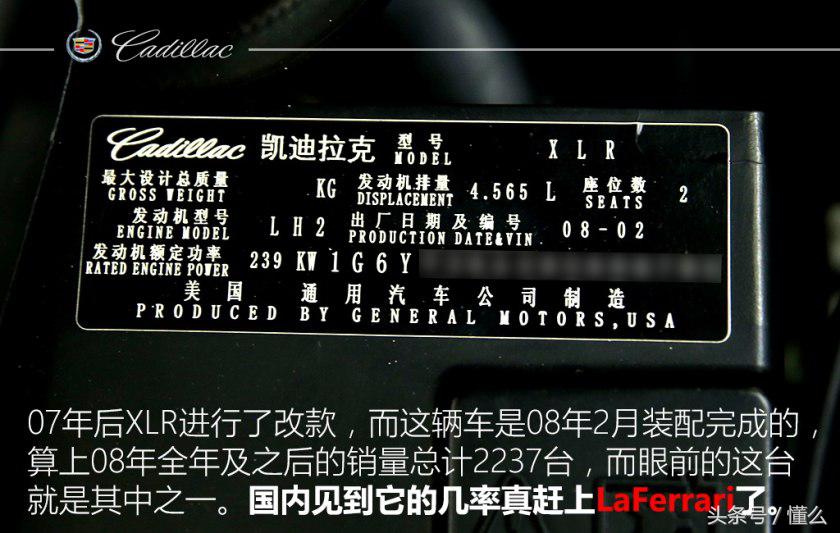 Cadillac
Cadillac 凯迪拉克 型号 MODEL XLR
最大设计总质量 GROSS WEIGHT KG 发动机排量 DISPLACEMENT 4.565 L 座位数 SEATS 2
发动机型号 ENGINE MODEL LH2 出厂日期及编号 PRODUCTION DATE&VIN 08-02
发动机额定功率 RATED ENGINE POWER 239 KW 1G6Y
美国 通用汽车公司制造
PRODUCED BY GENERAL MOTORS,USA
07年后XLR进行了改款，而这辆车是08年2月装配完成的，
算上08年全年及之后的销量总计2237台，而眼前的这台
就是其中之一。国内见到它的几率真赶上LaFerrari了。
头条号 / 懂么